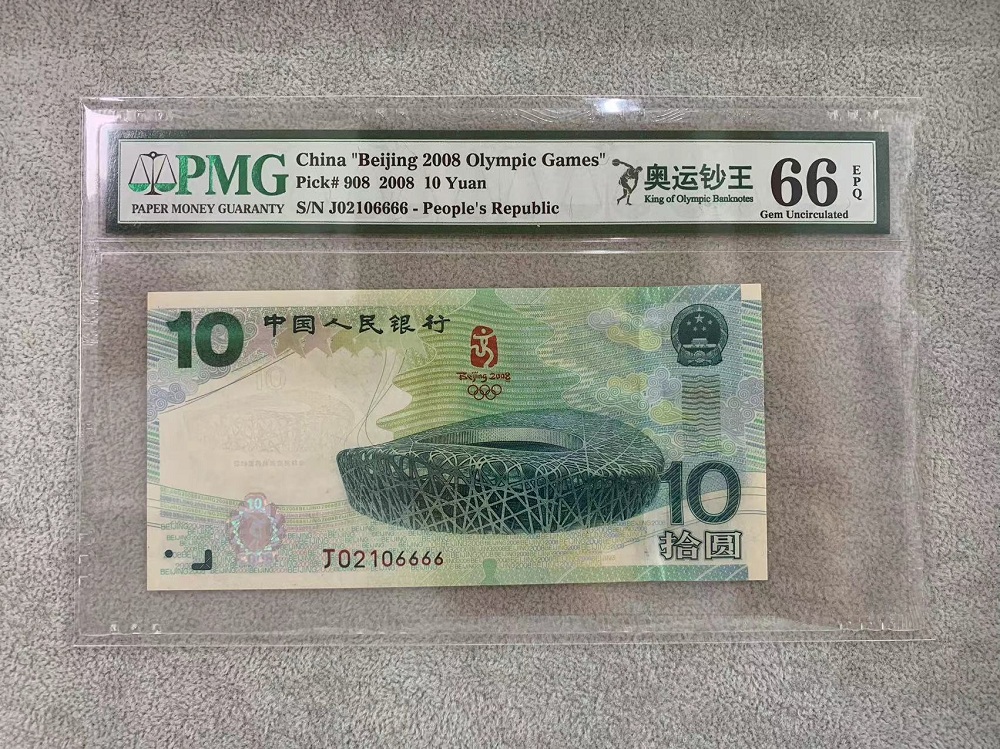 PMG
PAPER MONEY GUARANTY
China "Beijing 2008 Olympic Games"
Pick# 908 2008 10 Yuan
S/N J02106666 - People's Republic
奥运钞王
King of Olympic Banknotes
66
EPQ
Gem Uncirculated
10
中国人民银行
Beijing 2008
10
10
10
拾圆
J02106666